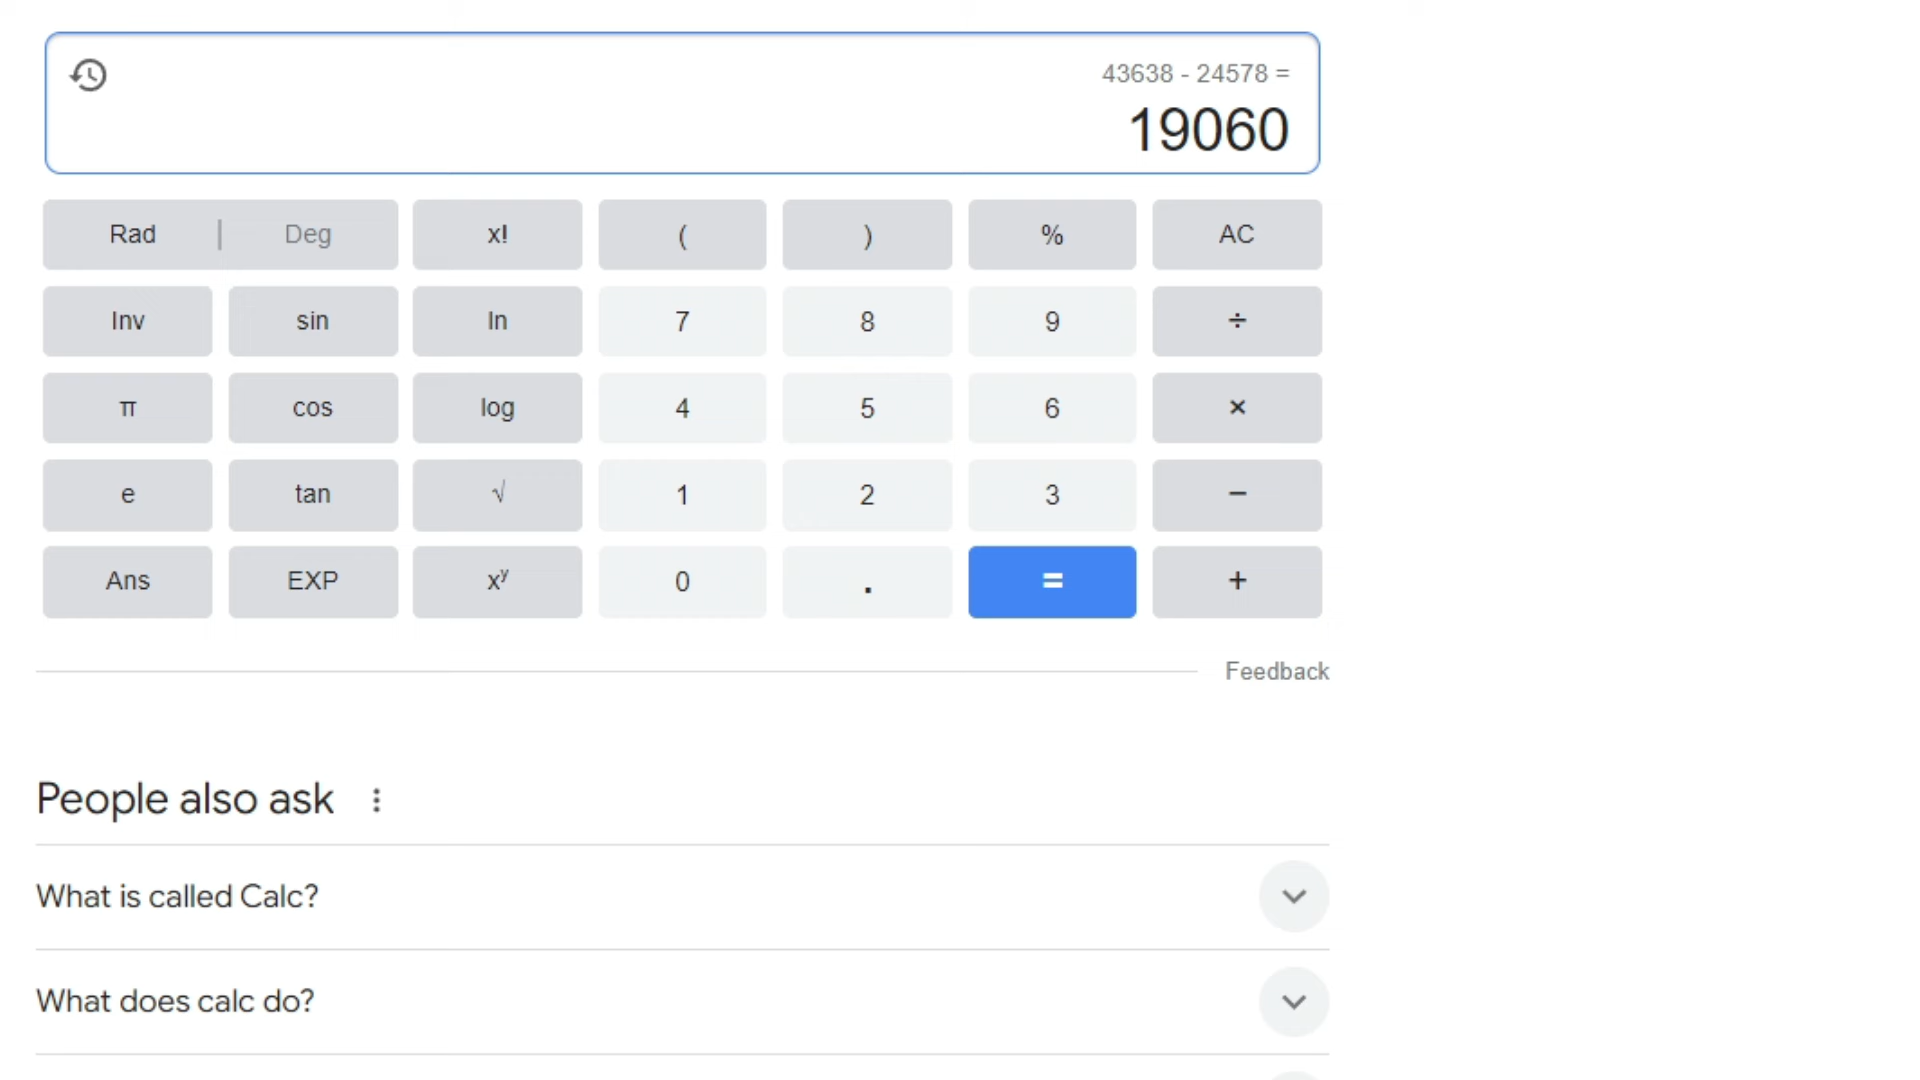 43638 - 24578 =
19060
Rad | Deg x! ( ) % AC
Inv sin ln 7 8 9 ÷
π cos log 4 5 6 ×
e tan √ 1 2 3 −
Ans EXP xʸ 0 . = +
Feedback
People also ask
What is called Calc?
What does calc do?